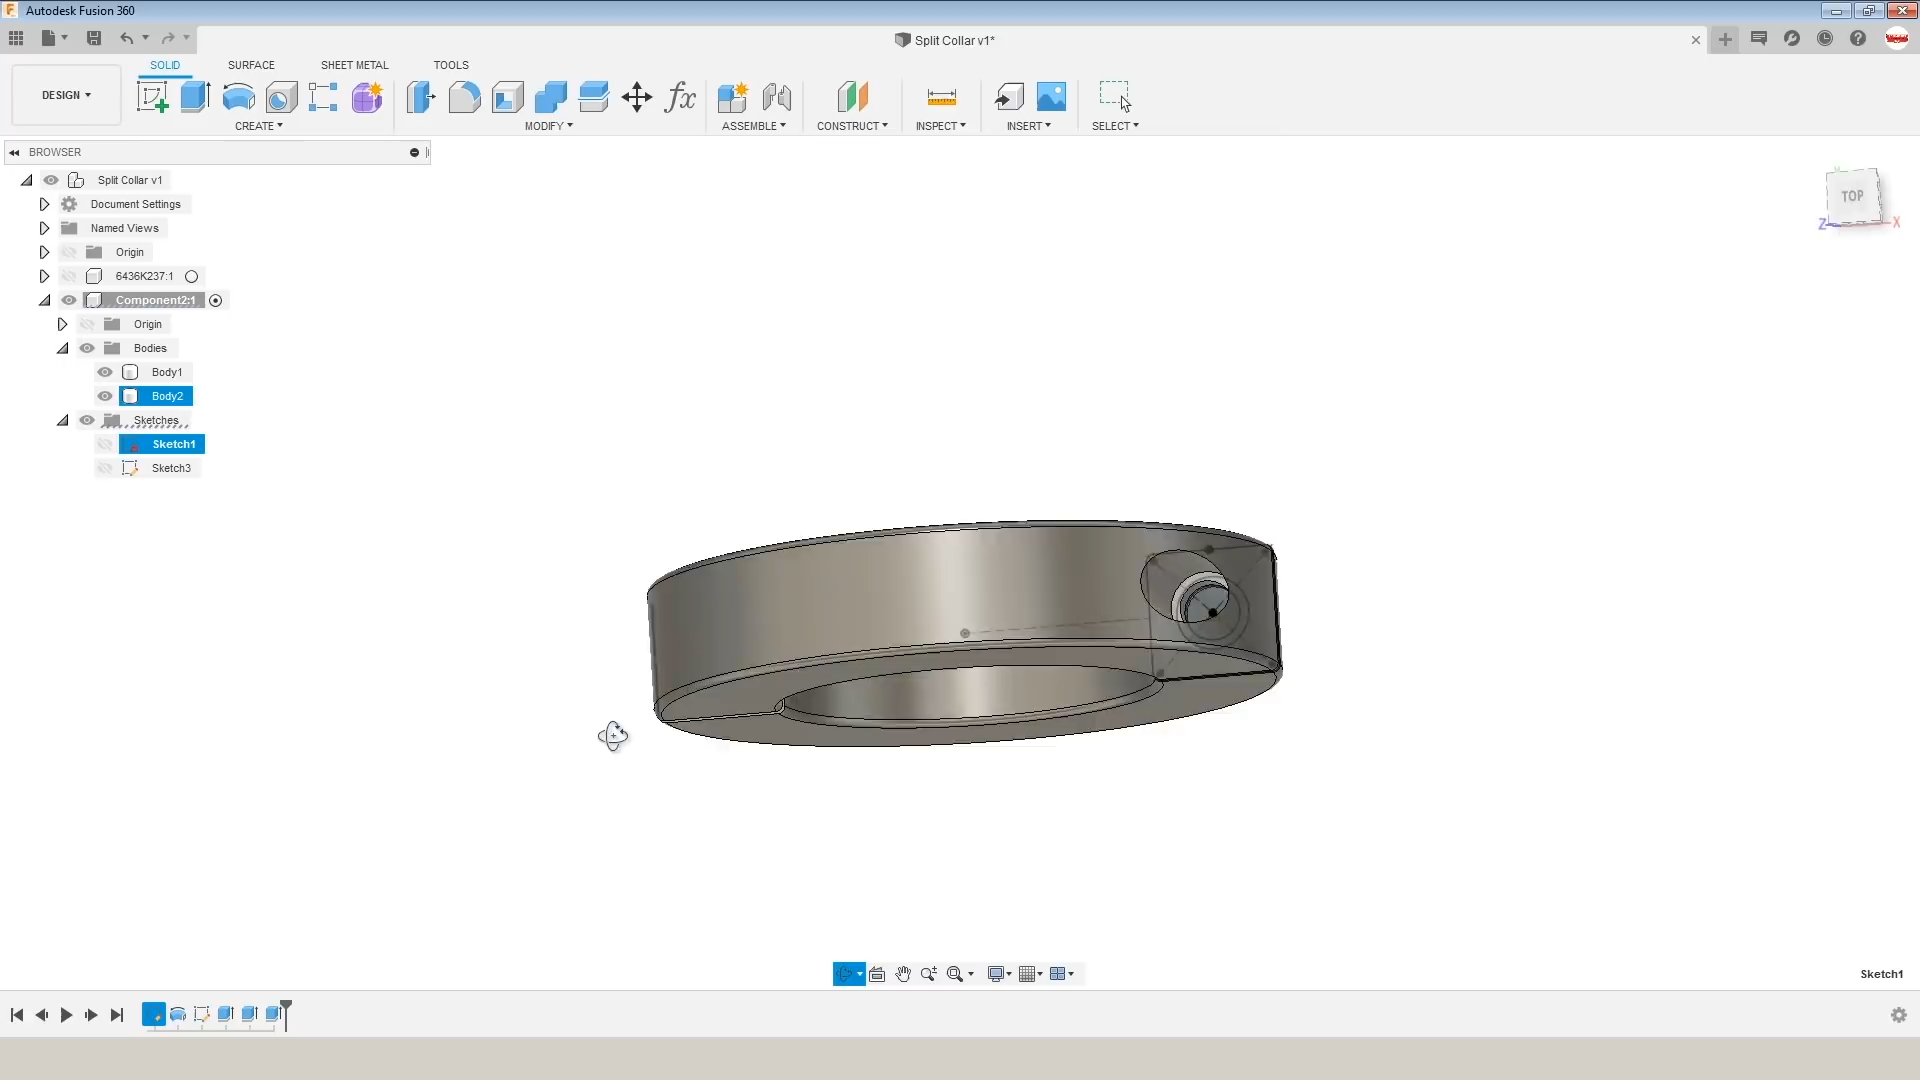 Autodesk Fusion 360
Split Collar v1*
SOLID SURFACE SHEET METAL TOOLS
DESIGN
CREATE MODIFY ASSEMBLE CONSTRUCT INSPECT INSERT SELECT
BROWSER
Split Collar v1
Document Settings
Named Views
Origin
6436K237:1
Component2:1
Origin
Bodies
Body1
Body2
Sketches
Sketch1
Sketch3
TOP
Z X
Sketch1